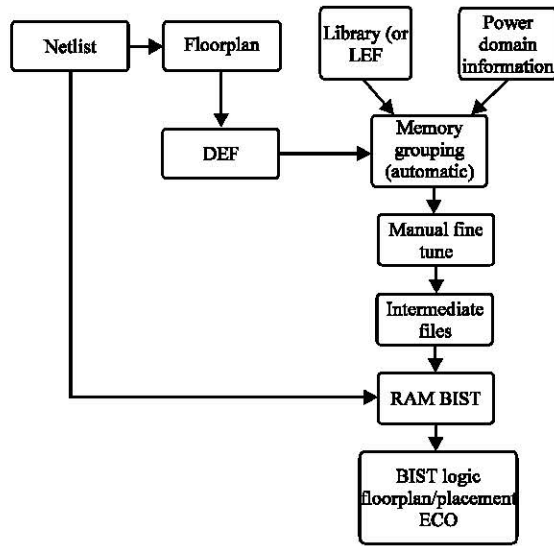 Netlist
Floorplan
Library (or
LEF
Power
domain
information
DEF
Memory
grouping
(automatic)
Manual fine
tune
Intermediate
files
RAM BIST
BIST logic
floorplan/placement
ECO